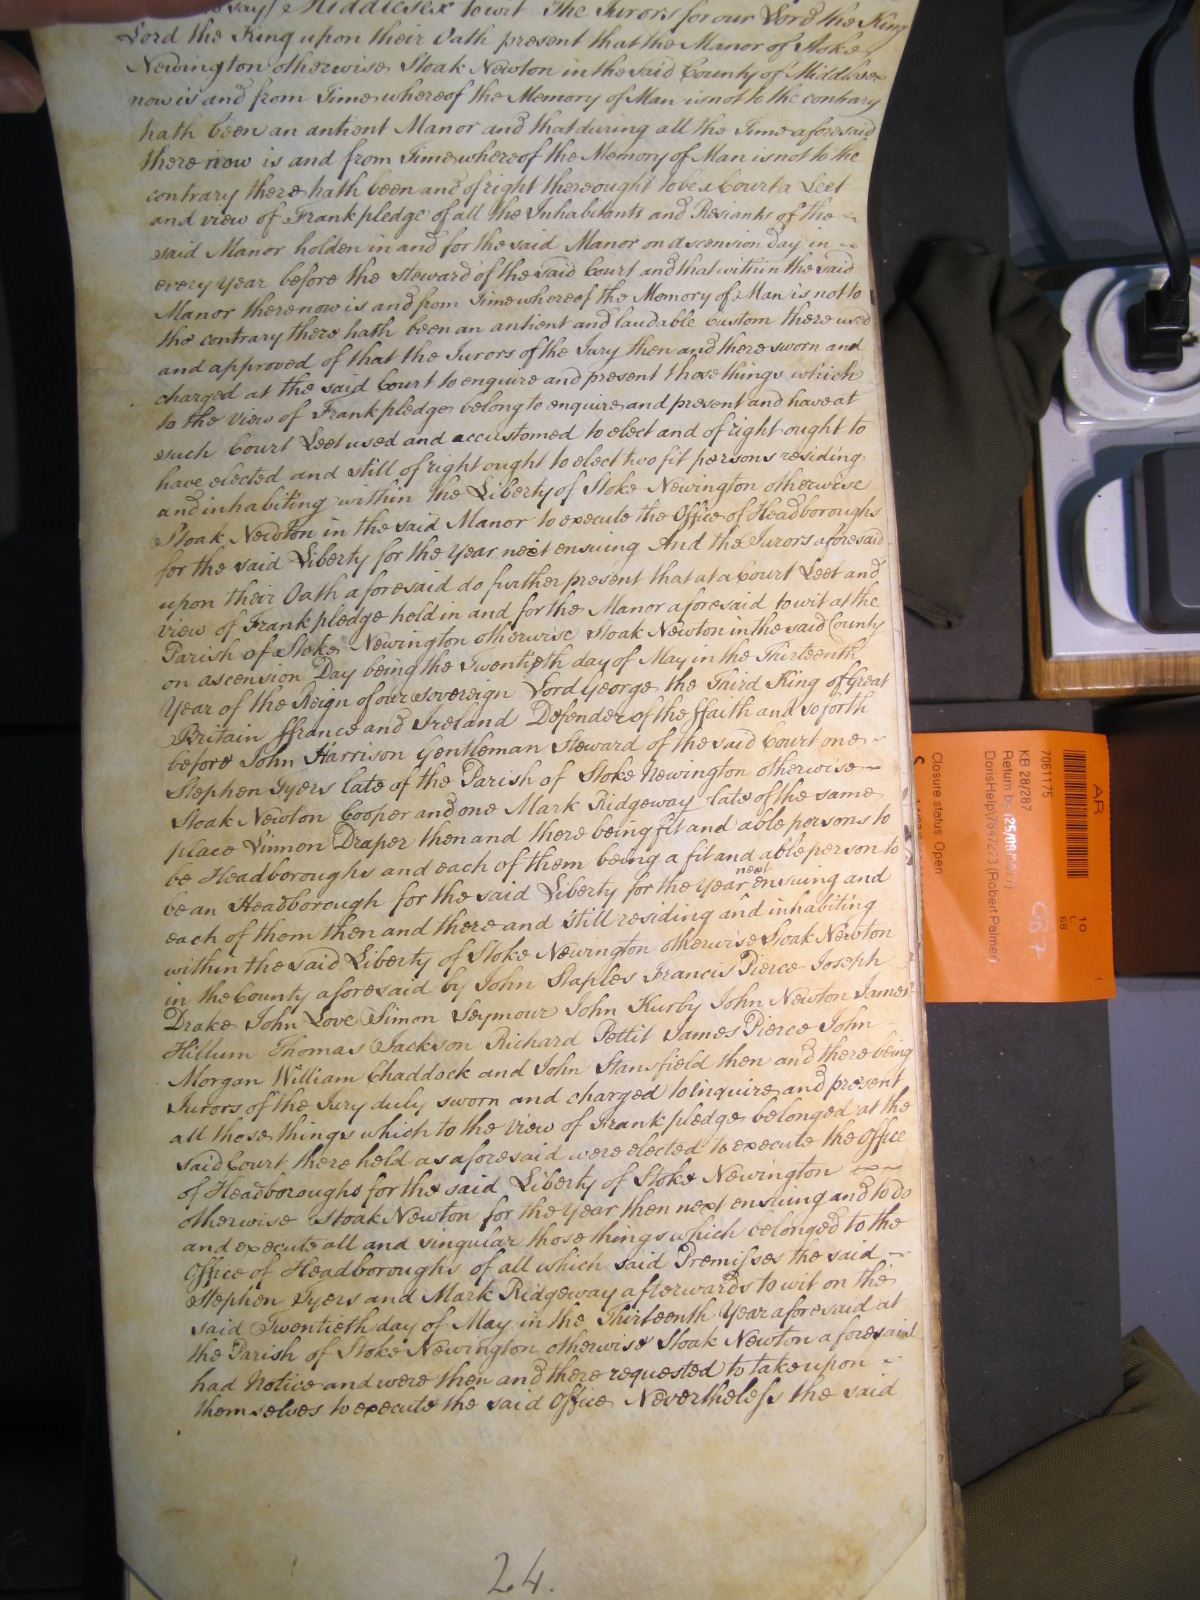 say / Middlesex to wit The Jurors for our Lord the King
Lord the King upon their Oath present that the Manor of Stoke
Newington otherwise Stoak Newton in the said County of Middlesex
now is and from Time whereof the Memory of Man is not to the contrary
hath been an antient Manor and that during all the Time aforesaid
there now is and from Time whereof the Memory of Man is not to the
contrary there hath been and of right there ought to be a Court a Leet
and view of Frankpledge of all the Inhabitants and Resiants of the
said Manor holden in and for the said Manor on ascension day in
every year before the Steward of the said Court and that within the said
Manor there now is and from Time whereof the Memory of Man is not to
the contrary there hath been an antient and laudable Custom there used
and approved of that the Jurors of the Jury then and there sworn and
charged at the said Court to enquire and present those things which
to the view of Frankpledge belong to enquire and present and have at
such Court Leet used and accustomed to elect and of right ought to
have elected and still of right ought to elect two fit persons residing
and inhabiting within the Liberty of Stoke Newington otherwise
Stoak Newton in the said Manor to execute the Office of Headboroughs
for the said Liberty for the Year next ensuing And the Jurors aforesaid
upon their Oath aforesaid do further present that at a Court Leet and
view of Frankpledge held in and for the Manor aforesaid to wit at the
Parish of Stoke Newington otherwise Stoak Newton in the said County
on ascension Day being the Twentieth day of May in the Thirteenth
Year of the Reign of our Sovereign Lord George the Third King of Great
Britain ffrance and Ireland Defender of the ffaith and so forth
before John Harrison Gentleman Steward of the said Court one
Stephen Tyers late of the Parish of Stoke Newington otherwise
Stoak Newton Cooper and one Mark Ridgeway late of the same
place Linnon Draper then and there being fit and able persons to
be Headboroughs and each of them being a fit and able person to
be an Headborough for the said Liberty for the Year next ensuing and
each of them then and there and still residing and inhabiting
within the said Liberty of Stoke Newington otherwise Stoak Newton
in the County aforesaid by John Staples Francis Pierce Joseph
Drake John Love Simon Seymour John Kurby John Newton James
Hillum Thomas Jackson Richard Pettit James Pierce John
Morgan William Chaddock and John Stansfield then and there being
Jurors of the Jury duly sworn and charged to inquire and present
all those things which to the view of Frankpledge belonged at the
said Court there held as aforesaid were elected to execute the Office
of Headboroughs for the said Liberty of Stoke Newington
otherwise Stoak Newton for the Year then next ensuing and to do
and execute all and singular those things which belonged to the
Office of Headboroughs of all which said Premisses the said
Stephen Tyers and Mark Ridgeway afterwards to wit on the
said Twentieth day of May in the Thirteenth Year aforesaid at
the Parish of Stoke Newington otherwise Stoak Newton aforesaid
had Notice and were then and there requested to take upon
themselves to execute the said Office Nevertheless the said
24.
AR
7061175
KB 28/287
Return by
(Robert Palmer)
Closure status Open